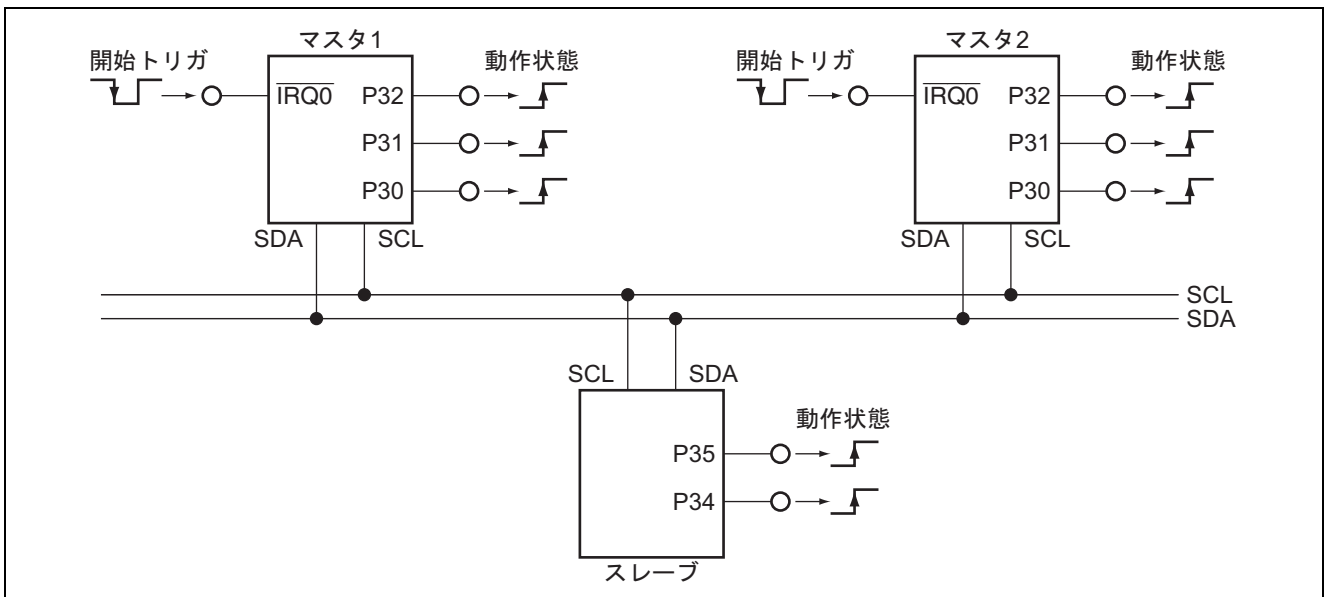 マスタ1
開始トリガ
動作状態
IRQ0
P32
P31
P30
SDA
SCL
マスタ2
開始トリガ
動作状態
IRQ0
P32
P31
P30
SDA
SCL
SCL
SDA
SCL
SDA
動作状態
P35
P34
スレーブ